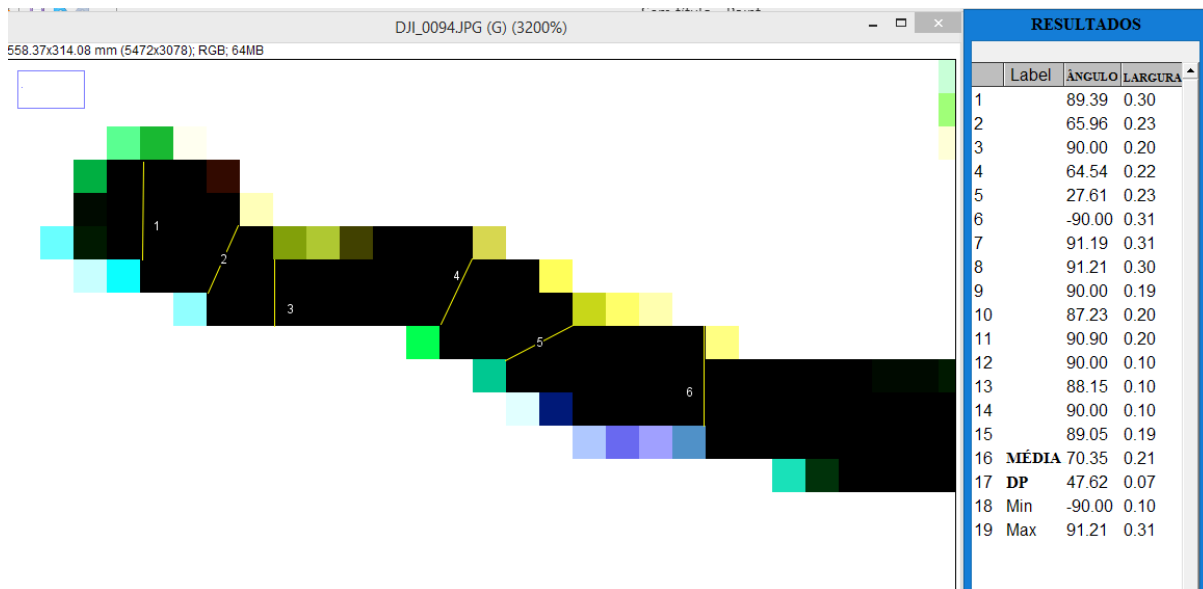 DJI_0094.JPG (G) (3200%)
558.37x314.08 mm (5472x3078); RGB; 64MB
1
2
3
4
5
6
RESULTADOS
Label ÂNGULO LARGURA
1 89.39 0.30
2 65.96 0.23
3 90.00 0.20
4 64.54 0.22
5 27.61 0.23
6 -90.00 0.31
7 91.19 0.31
8 91.21 0.30
9 90.00 0.19
10 87.23 0.20
11 90.90 0.20
12 90.00 0.10
13 88.15 0.10
14 90.00 0.10
15 89.05 0.19
16 MÉDIA 70.35 0.21
17 DP 47.62 0.07
18 Min -90.00 0.10
19 Max 91.21 0.31